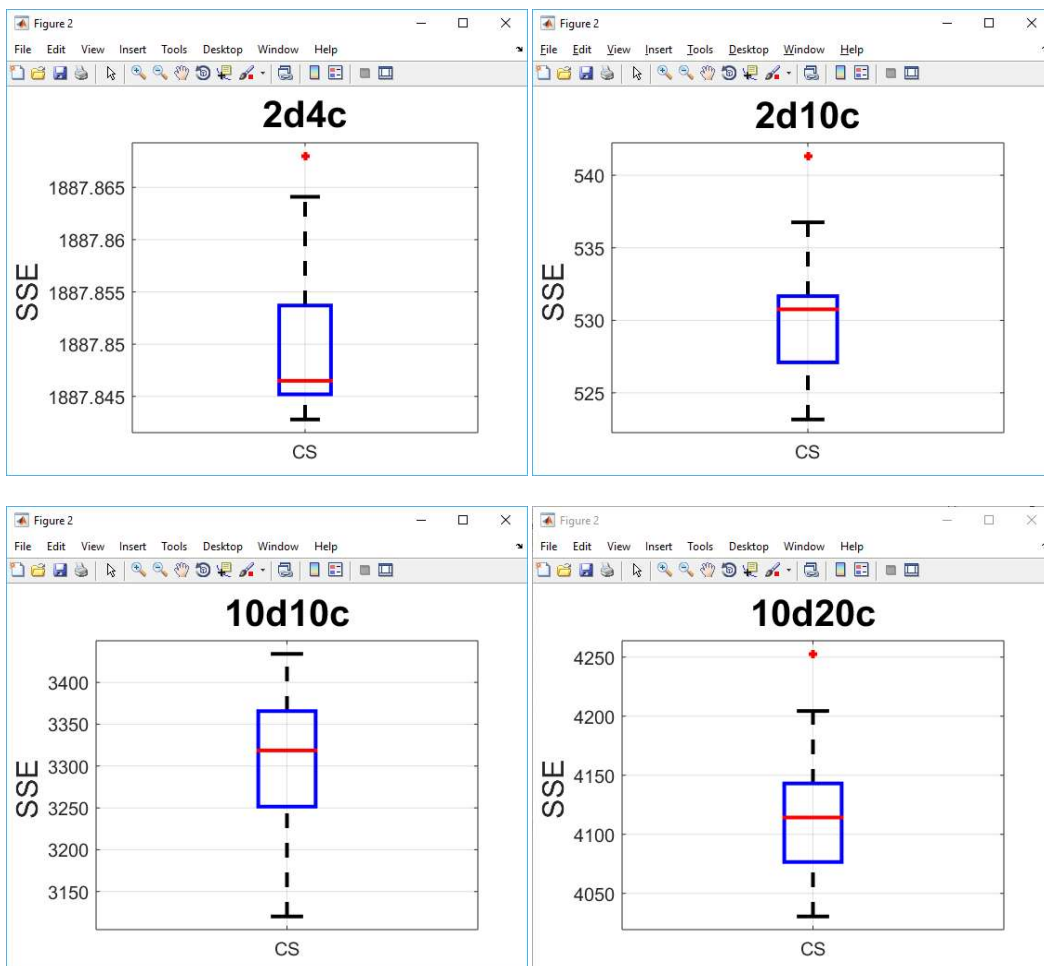 Figure 2
File Edit View Insert Tools Desktop Window Help
2d4c
SSE
1887.865
1887.86
1887.855
1887.85
1887.845
CS
Figure 2
File Edit View Insert Tools Desktop Window Help
2d10c
SSE
540
535
530
525
CS
Figure 2
File Edit View Insert Tools Desktop Window Help
10d10c
SSE
3400
3350
3300
3250
3200
3150
CS
Figure 2
File Edit View Insert Tools Desktop Window Help
10d20c
SSE
4250
4200
4150
4100
4050
CS